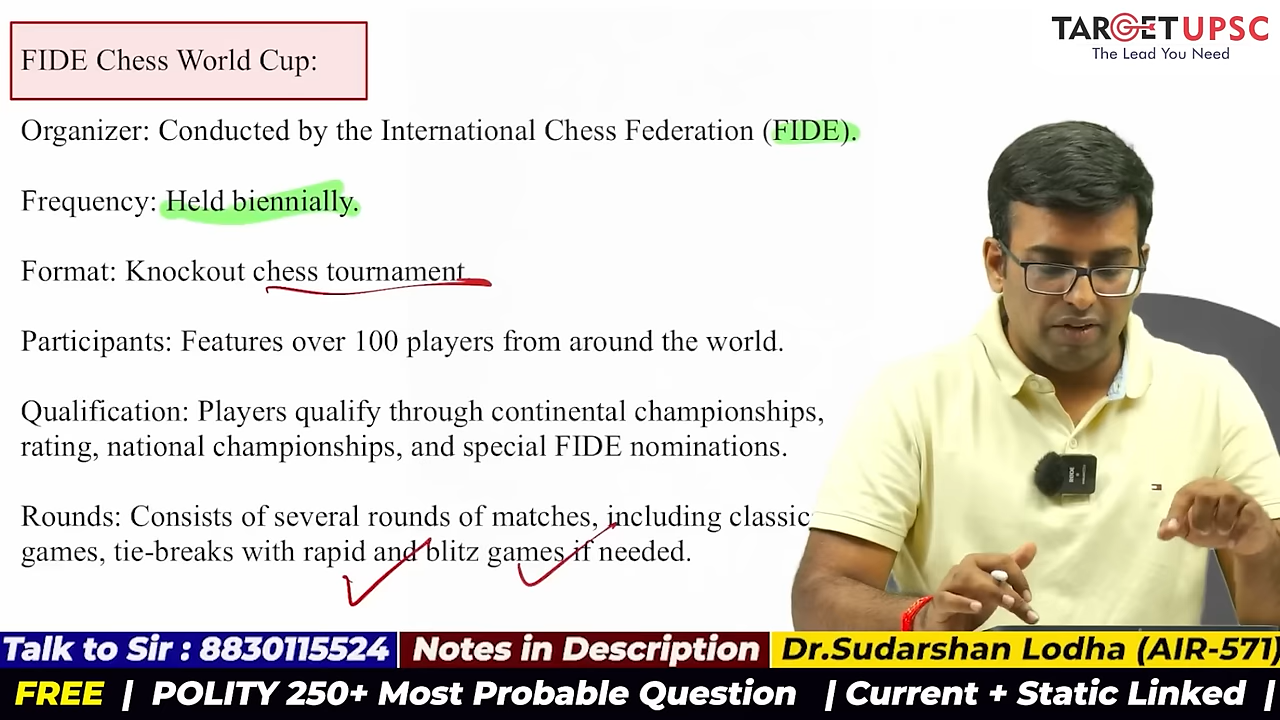 FIDE Chess World Cup:
TARGET UPSC
The Lead You Need
Organizer: Conducted by the International Chess Federation (FIDE).
Frequency: Held biennially.
Format: Knockout chess tournament
Participants: Features over 100 players from around the world.
Qualification: Players qualify through continental championships,
rating, national championships, and special FIDE nominations.
Rounds: Consists of several rounds of matches, including classic
games, tie-breaks with rapid and blitz games if needed.
Talk to Sir : 8830115524 Notes in Description Dr.Sudarshan Lodha (AIR-571)
FREE | POLITY 250+ Most Probable Question | Current + Static Linked |